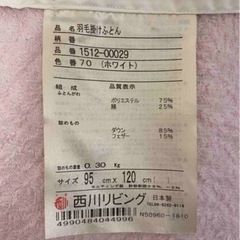 品名 羽毛掛けふとん
柄番
品番 1512-00029
色番 70 (ホワイト)
組成 品質表示
ふとんがわ
ポリエステル 75%
綿 25%
詰めもの
ダウン 85%
フェザー 15%
詰めもの重量 0.30 Kg
サイズ 95 cm X 120 cm
西川リビング 日本製
N50960-1610
4990484044996